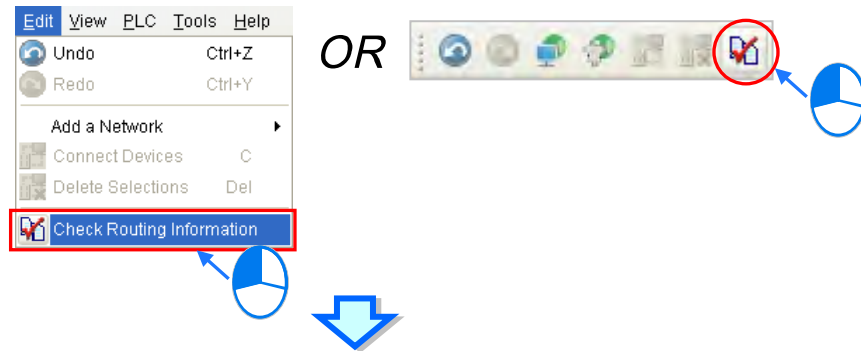 Edit View PLC Tools Help
Undo Ctrl+Z
Redo Ctrl+Y
Add a Network
Connect Devices C
Delete Selections Del
Check Routing Information
OR